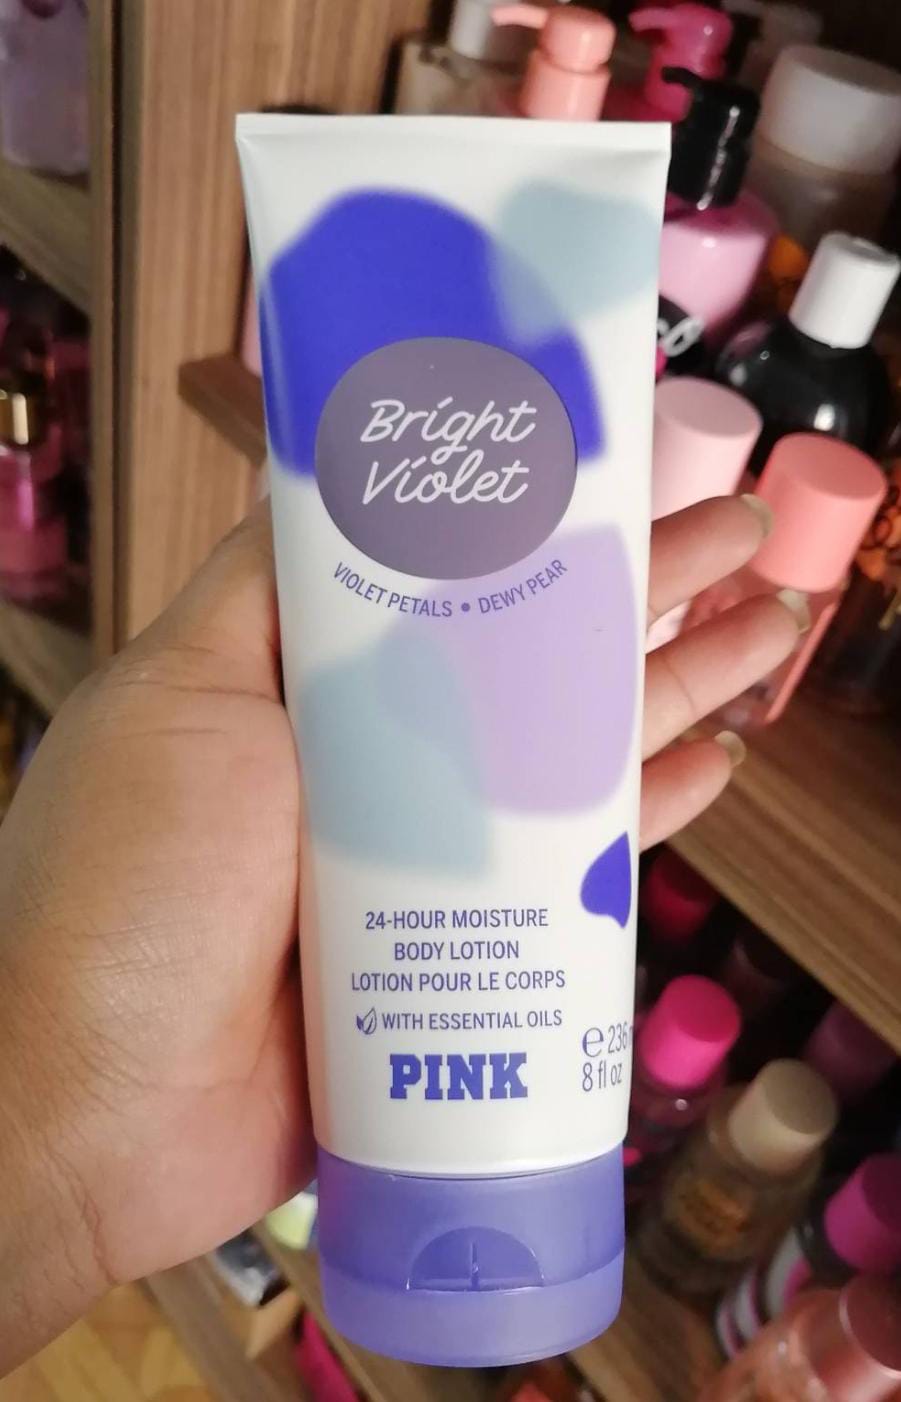 Bright
Violet
VIOLET PETALS • DEWY PEAR
24-HOUR MOISTURE
BODY LOTION
LOTION POUR LE CORPS
WITH ESSENTIAL OILS
PINK
℮ 236
8 fl oz